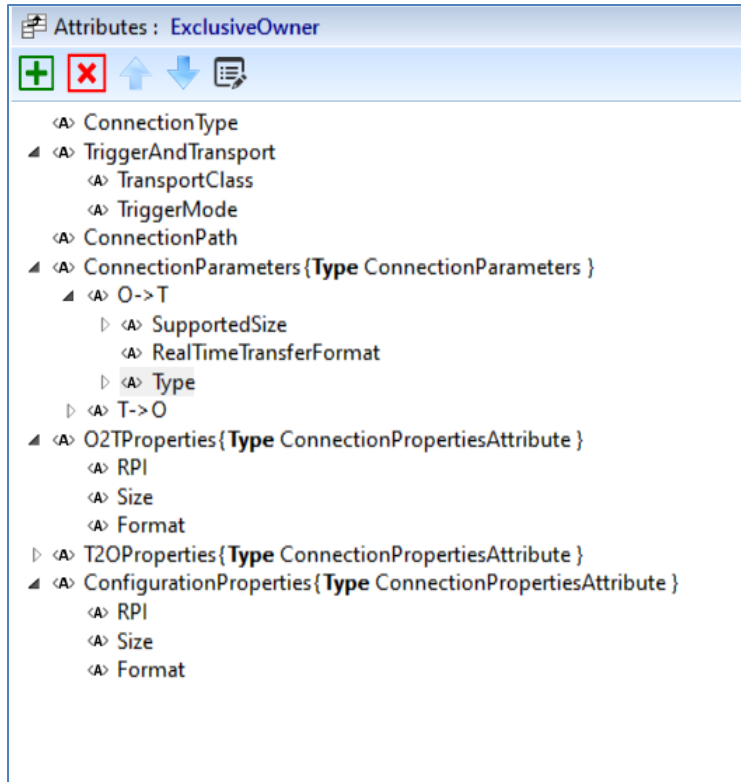 Attributes : ExclusiveOwner
<A> ConnectionType
<A> TriggerAndTransport
<A> TransportClass
<A> TriggerMode
<A> ConnectionPath
<A> ConnectionParameters{Type ConnectionParameters }
<A> O->T
<A> SupportedSize
<A> RealTimeTransferFormat
<A> Type
<A> T->O
<A> O2TProperties{Type ConnectionPropertiesAttribute }
<A> RPI
<A> Size
<A> Format
<A> T2OProperties{Type ConnectionPropertiesAttribute }
<A> ConfigurationProperties{Type ConnectionPropertiesAttribute }
<A> RPI
<A> Size
<A> Format